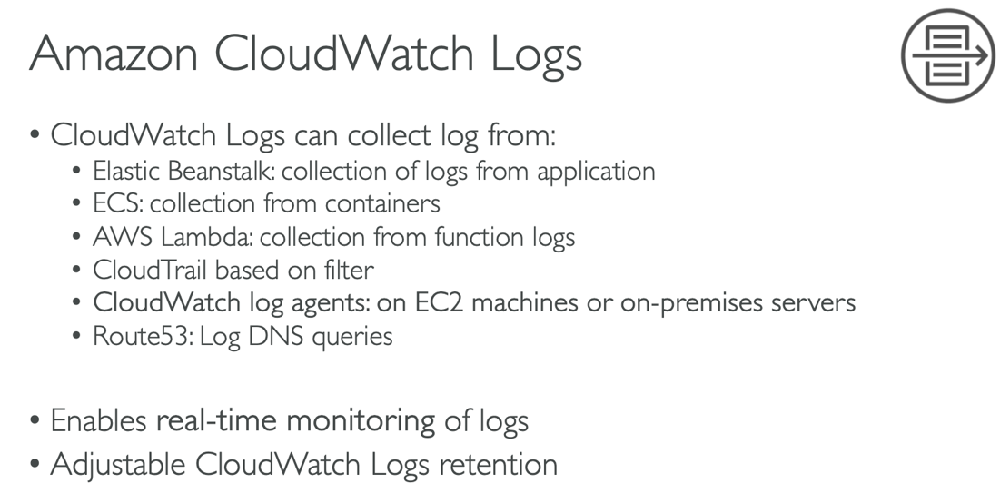 Amazon CloudWatch Logs
• CloudWatch Logs can collect log from:
• Elastic Beanstalk: collection of logs from application
• ECS: collection from containers
• AWS Lambda: collection from function logs
• CloudTrail based on filter
• CloudWatch log agents: on EC2 machines or on-premises servers
• Route53: Log DNS queries
• Enables real-time monitoring of logs
• Adjustable CloudWatch Logs retention